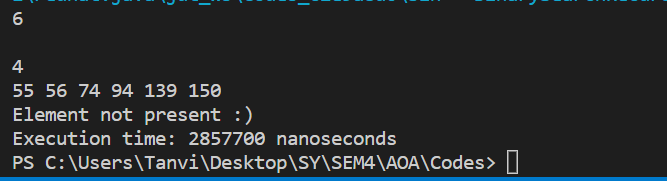 6
4
55 56 74 94 139 150
Element not present :)
Execution time: 2857700 nanoseconds
PS C:\Users\Tanvi\Desktop\SY\SEM4\AOA\Codes>